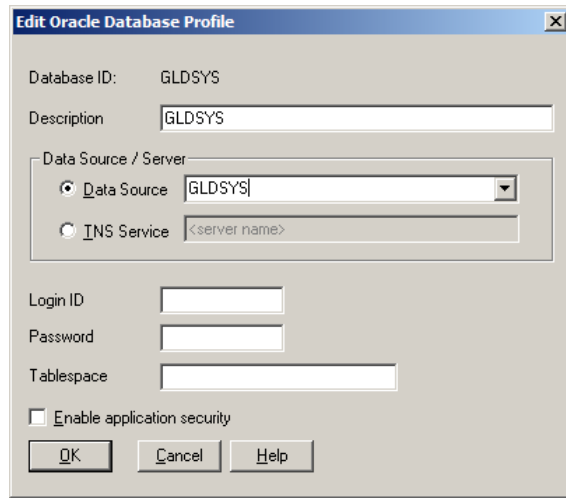 Edit Oracle Database Profile
Database ID: GLDSYS
Description GLDSYS
Data Source / Server
Data Source GLDSYS
TNS Service <server name>
Login ID
Password
Tablespace
Enable application security
OK Cancel Help